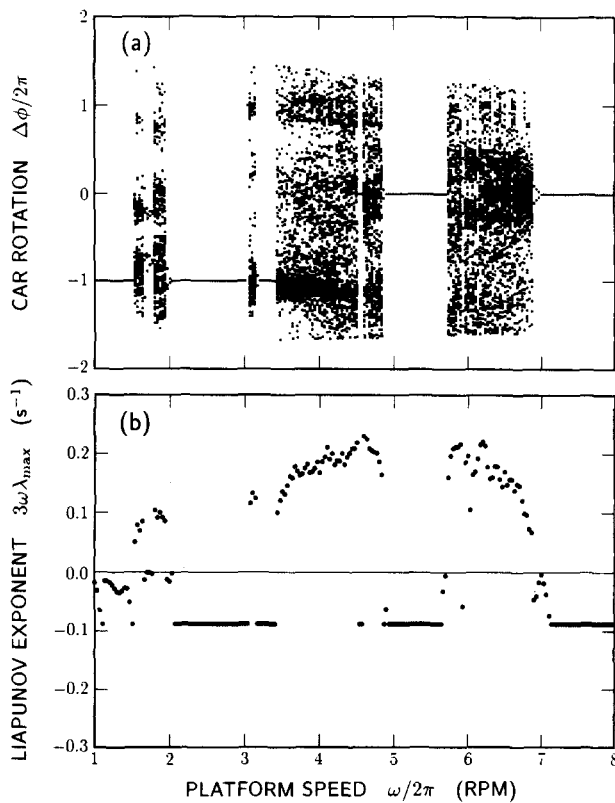 (a)
CAR ROTATION Δϕ/2π
2
1
0
−1
−2
(b)
LIAPUNOV EXPONENT 3ωλmax (s⁻¹)
0.3
0.2
0.1
0.0
−0.1
−0.2
−0.3
1 2 3 4 5 6 7 8
PLATFORM SPEED ω/2π (RPM)